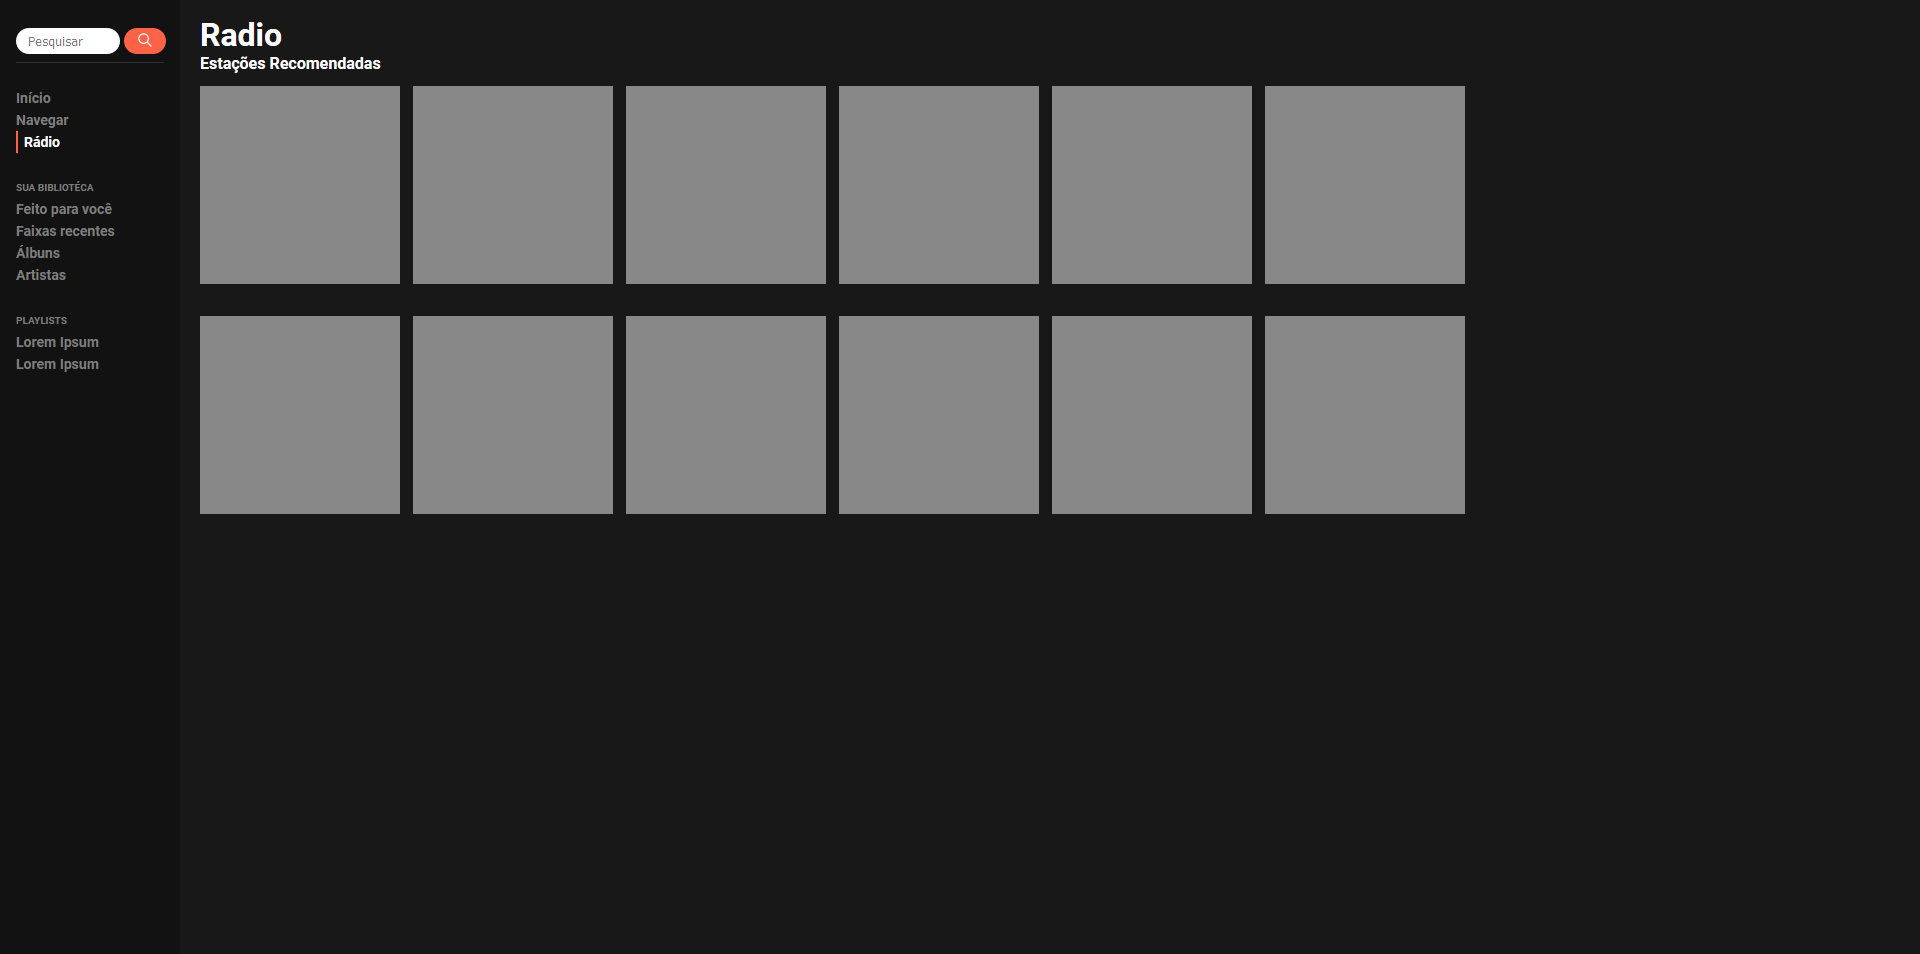 Pesquisar
Início
Navegar
Rádio
SUA BIBLIOTÉCA
Feito para você
Faixas recentes
Álbuns
Artistas
PLAYLISTS
Lorem Ipsum
Lorem Ipsum
Radio
Estações Recomendadas